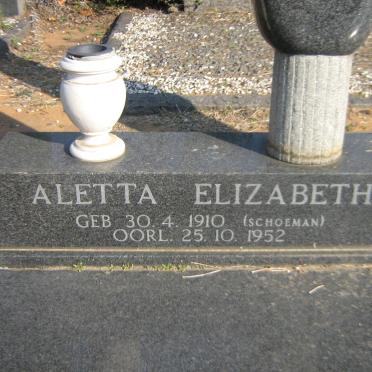 ALETTA ELIZABETH
GEB 30. 4. 1910 (SCHOEMAN)
OORL. 25. 10. 1952